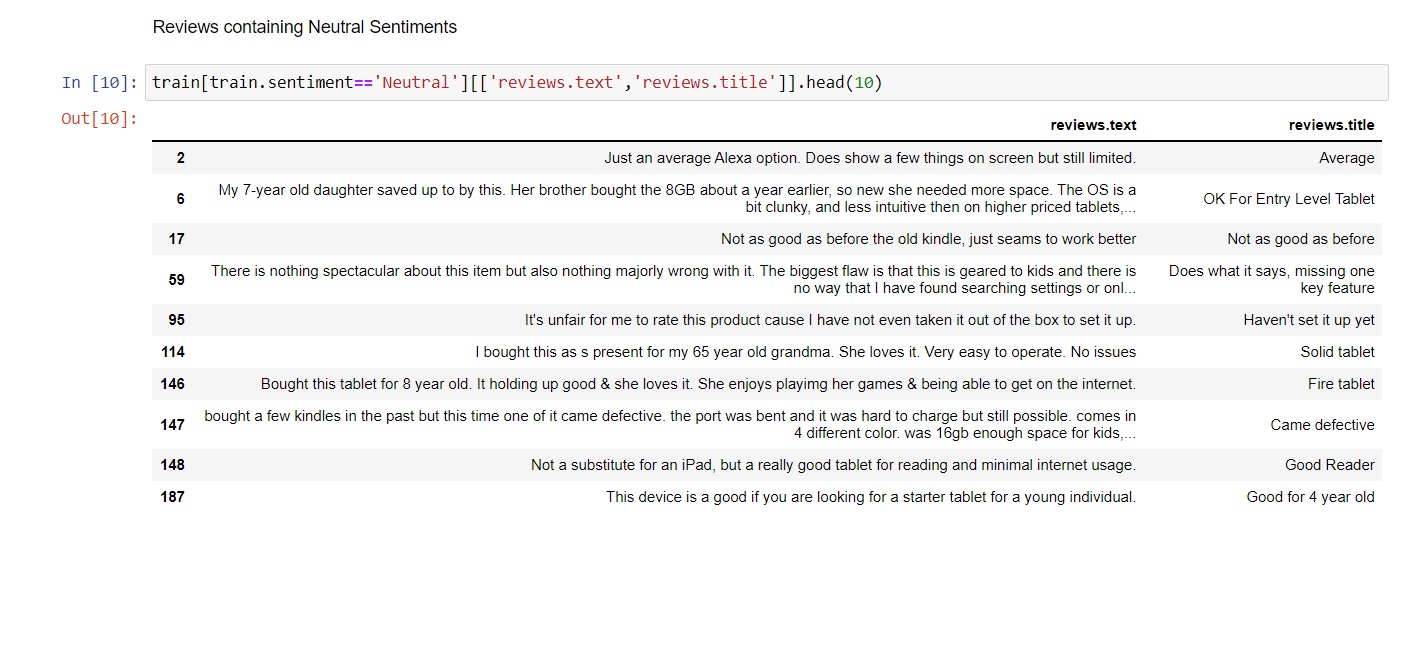 Reviews containing Neutral Sentiments
In [10]: train[train.sentiment=='Neutral'][['reviews.text','reviews.title']].head(10)
Out[10]:
reviews.text reviews.title
2 Just an average Alexa option. Does show a few things on screen but still limited. Average
6 My 7-year old daughter saved up to by this. Her brother bought the 8GB about a year earlier, so new she needed more space. The OS is a
bit clunky, and less intuitive then on higher priced tablets,... OK For Entry Level Tablet
17 Not as good as before the old kindle, just seams to work better Not as good as before
59 There is nothing spectacular about this item but also nothing majorly wrong with it. The biggest flaw is that this is geared to kids and there is Does what it says, missing one
no way that I have found searching settings or onl... key feature
95 It's unfair for me to rate this product cause I have not even taken it out of the box to set it up. Haven't set it up yet
114 I bought this as s present for my 65 year old grandma. She loves it. Very easy to operate. No issues Solid tablet
146 Bought this tablet for 8 year old. It holding up good & she loves it. She enjoys playimg her games & being able to get on the internet. Fire tablet
147 bought a few kindles in the past but this time one of it came defective. the port was bent and it was hard to charge but still possible. comes in
4 different color. was 16gb enough space for kids,... Came defective
148 Not a substitute for an iPad, but a really good tablet for reading and minimal internet usage. Good Reader
187 This device is a good if you are looking for a starter tablet for a young individual. Good for 4 year old